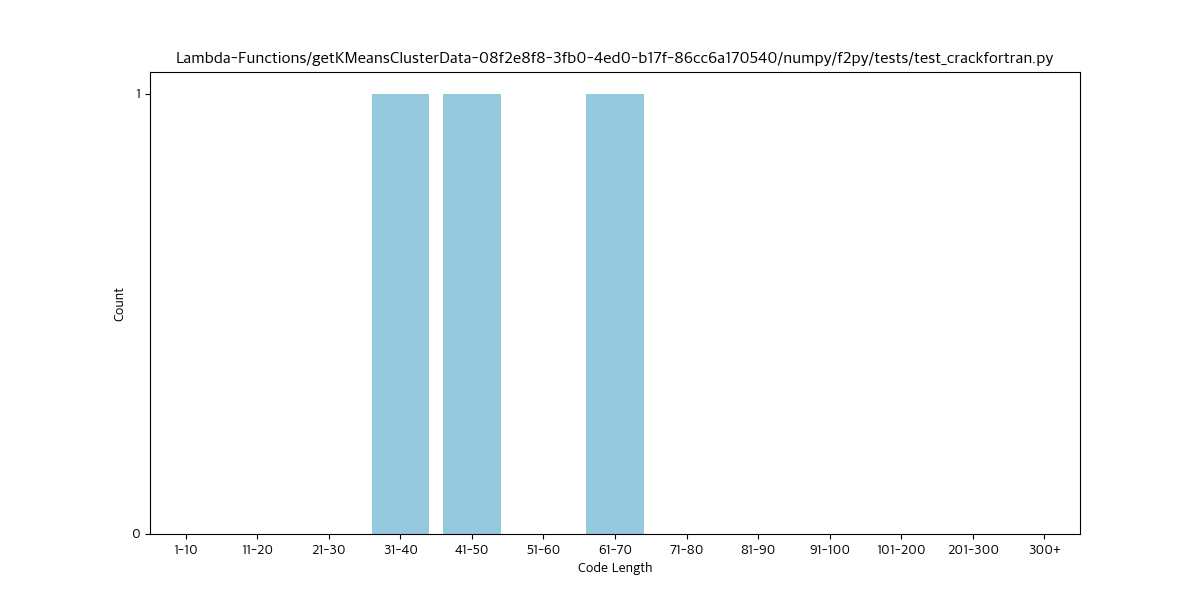 Lambda-Functions/getKMeansClusterData-08f2e8f8-3fb0-4ed0-b17f-86cc6a170540/numpy/f2py/tests/test_crackfortran.py
1
Count
0
1-10 11-20 21-30 31-40 41-50 51-60 61-70 71-80 81-90 91-100 101-200 201-300 300+
Code Length